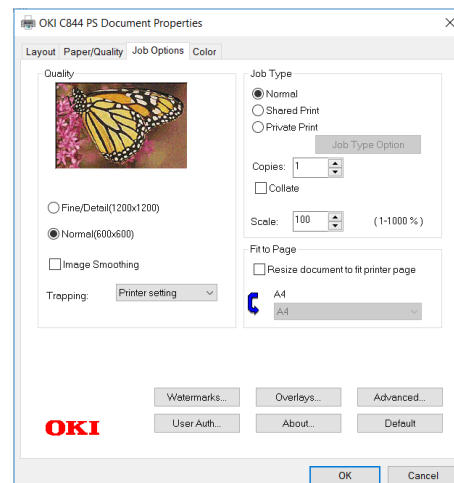 OKI C844 PS Document Properties
Layout Paper/Quality Job Options Color
Quality
Fine/Detail(1200x1200)
Normal(600x600)
Image Smoothing
Trapping: Printer setting
Job Type
Normal
Shared Print
Private Print
Job Type Option
Copies: 1
Collate
Scale: 100 (1-1000 %)
Fit to Page
Resize document to fit printer page
A4
A4
Watermarks... Overlays... Advanced...
OKI User Auth... About... Default
OK Cancel